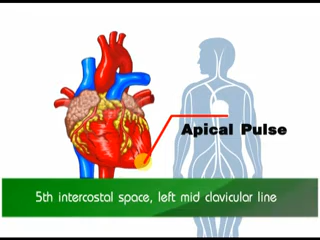 Apical Pulse
5th intercostal space, left mid clavicular line